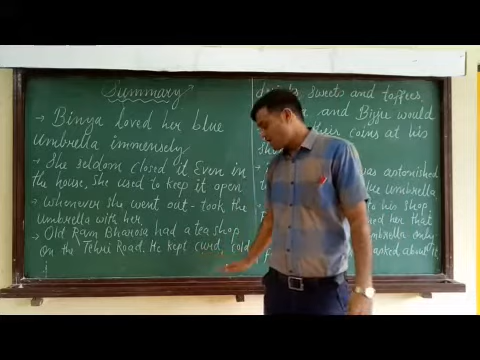 Summary
• Binya loved her blue
umbrella immensely
• She seldom closed it Even in
the house, She used to keep it open
• Whenever she went out - took the
umbrella with her.
• Old Ram Bharosa had a tea shop
on the Tehri Road. He kept curd, cold
drinks sweets and toffees
and Bijju would
their coins at his
was astonished
blue umbrella
to his shop.
her that
umbrella only
asked about it